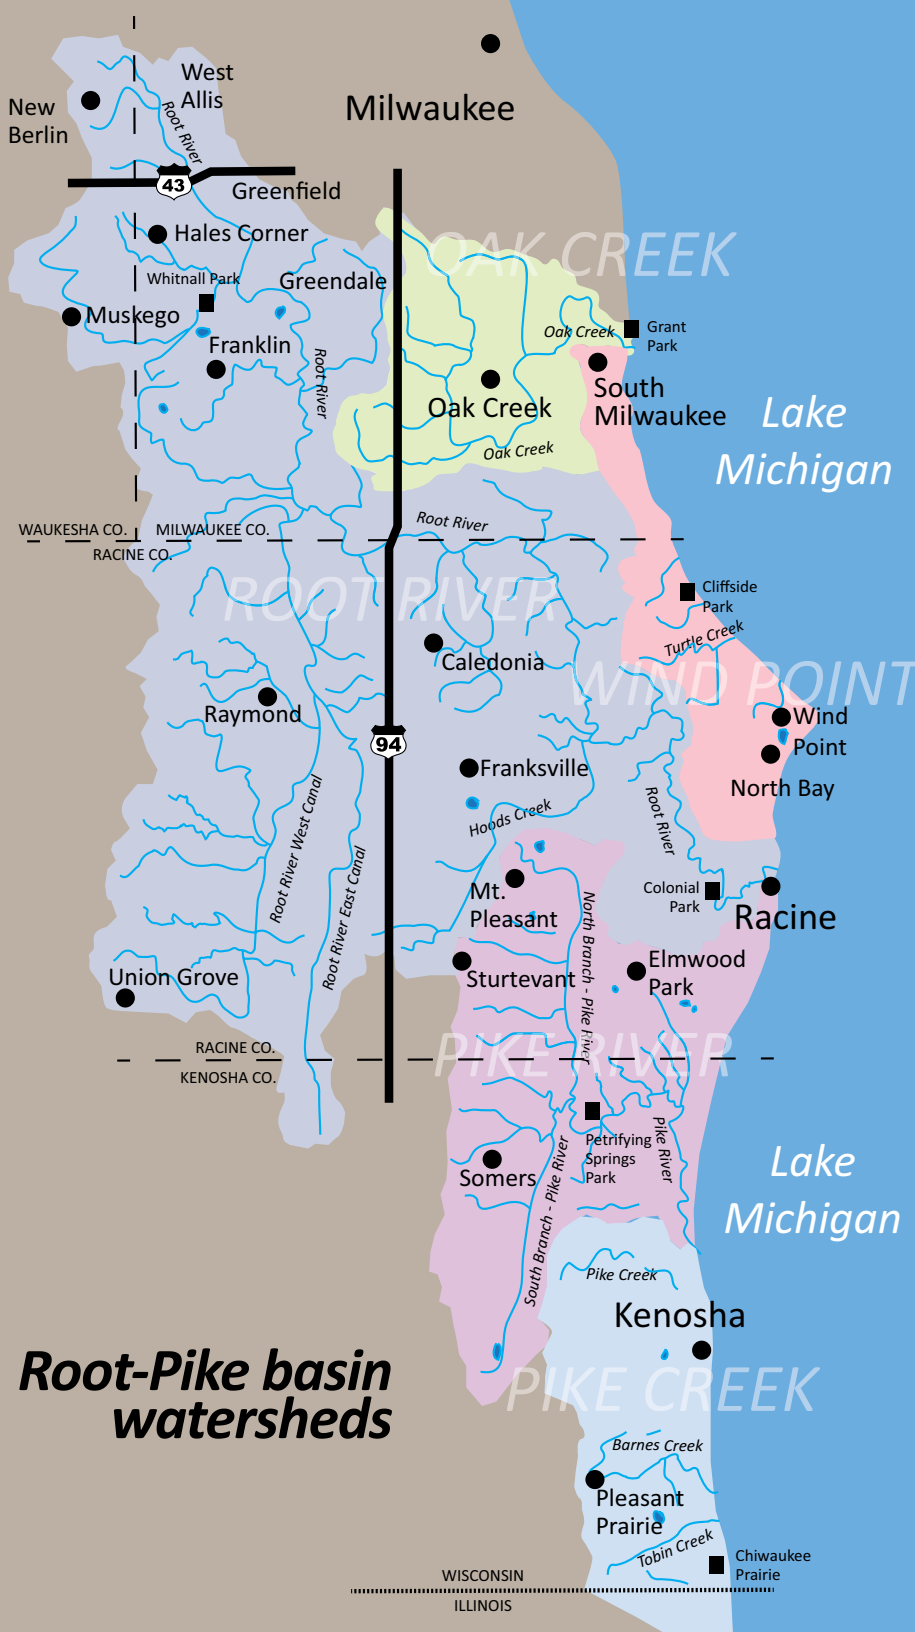 West
Allis
New
Berlin
Milwaukee
Root River
43
Greenfield
Hales Corner
OAK CREEK
Whitnall Park
Greendale
Muskego
Franklin
Oak Creek
Grant
Park
Root River
South
Milwaukee
Oak Creek
Lake
Michigan
Oak Creek
Root River
WAUKESHA CO.
MILWAUKEE CO.
RACINE CO.
ROOT RIVER
Cliffside
Park
Turtle Creek
Caledonia
WIND POINT
Raymond
Wind
Point
94
Franksville
North Bay
Root River West Canal
Hoods Creek
Root River
Root River East Canal
Mt.
Pleasant
North Branch - Pike River
Colonial
Park
Racine
Union Grove
Sturtevant
Elmwood
Park
RACINE CO.
KENOSHA CO.
PIKE RIVER
Petrifying
Springs
Park
Pike River
Somers
South Branch - Pike River
Lake
Michigan
Pike Creek
Kenosha
Root-Pike basin
watersheds
PIKE CREEK
Barnes Creek
Pleasant
Prairie
Tobin Creek
Chiwaukee
Prairie
WISCONSIN
ILLINOIS